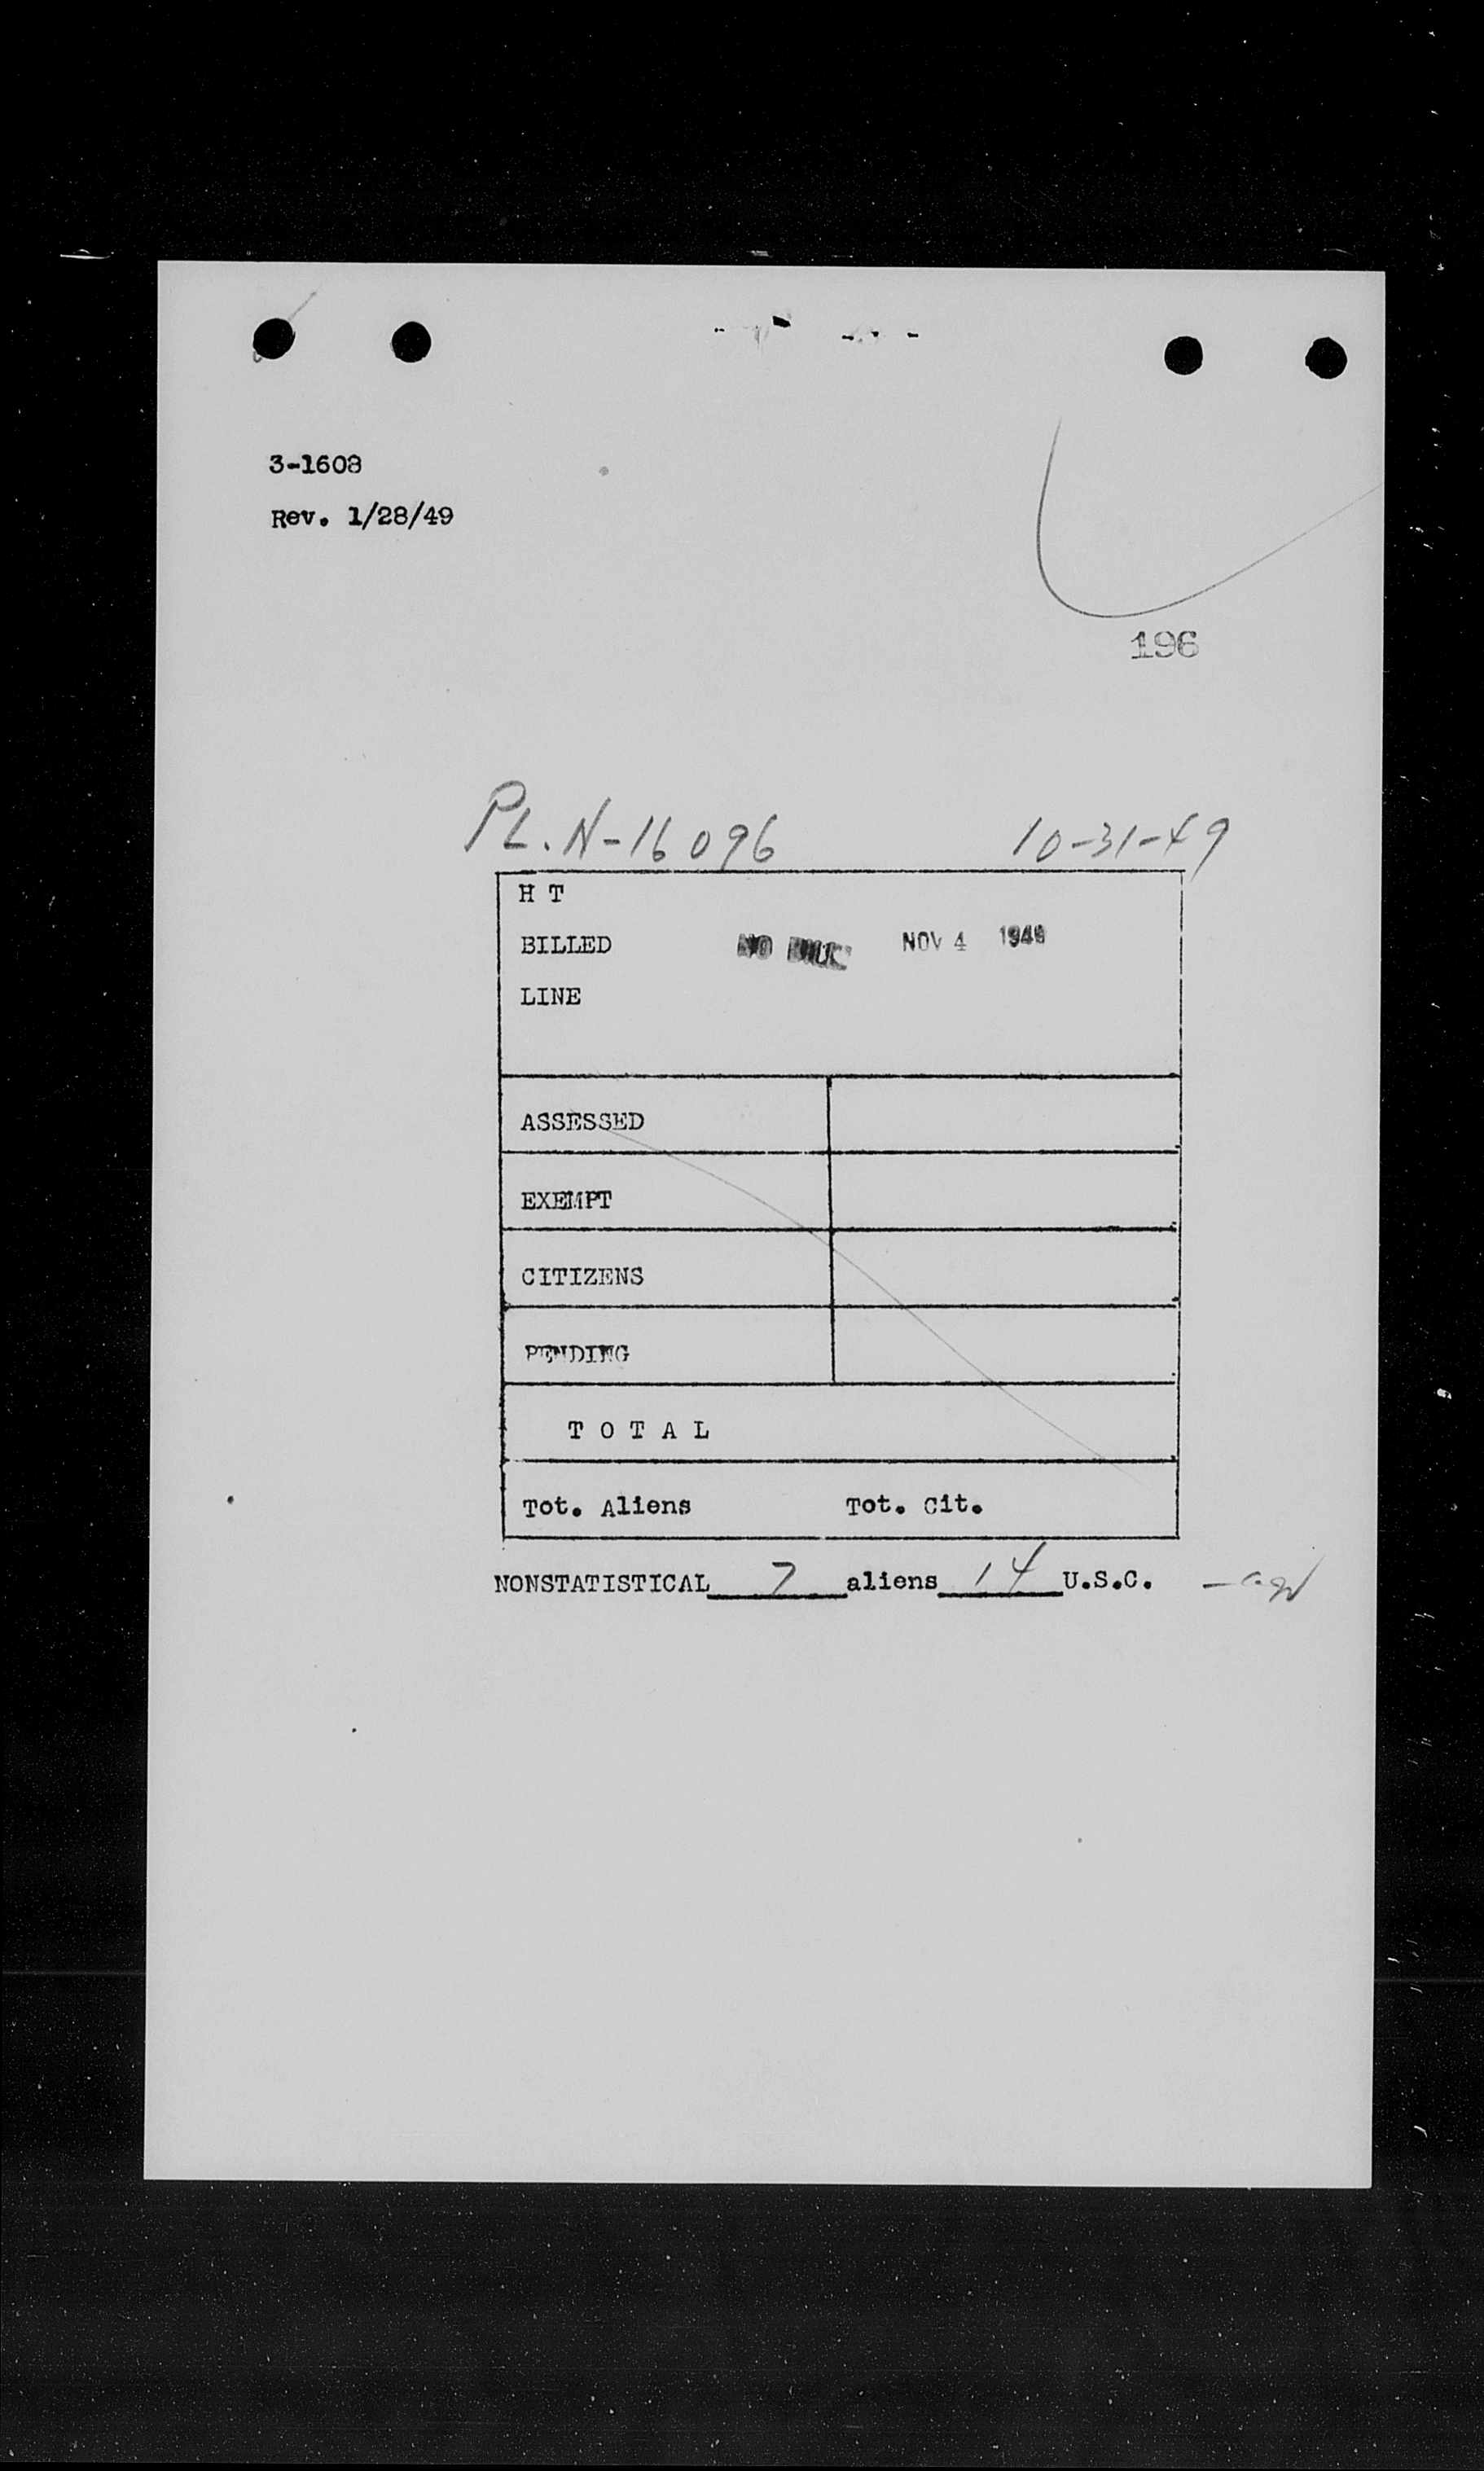 3-1608
Rev. 1/28/49
196
PL. N-16096 10-31-49
H T
BILLED NO NOV 4 1949
LINE
ASSESSED
EXEMPT
CITIZENS
PENDING
T O T A L
Tot. Aliens Tot. Cit.
NONSTATISTICAL 7 aliens 14 U.S.C.